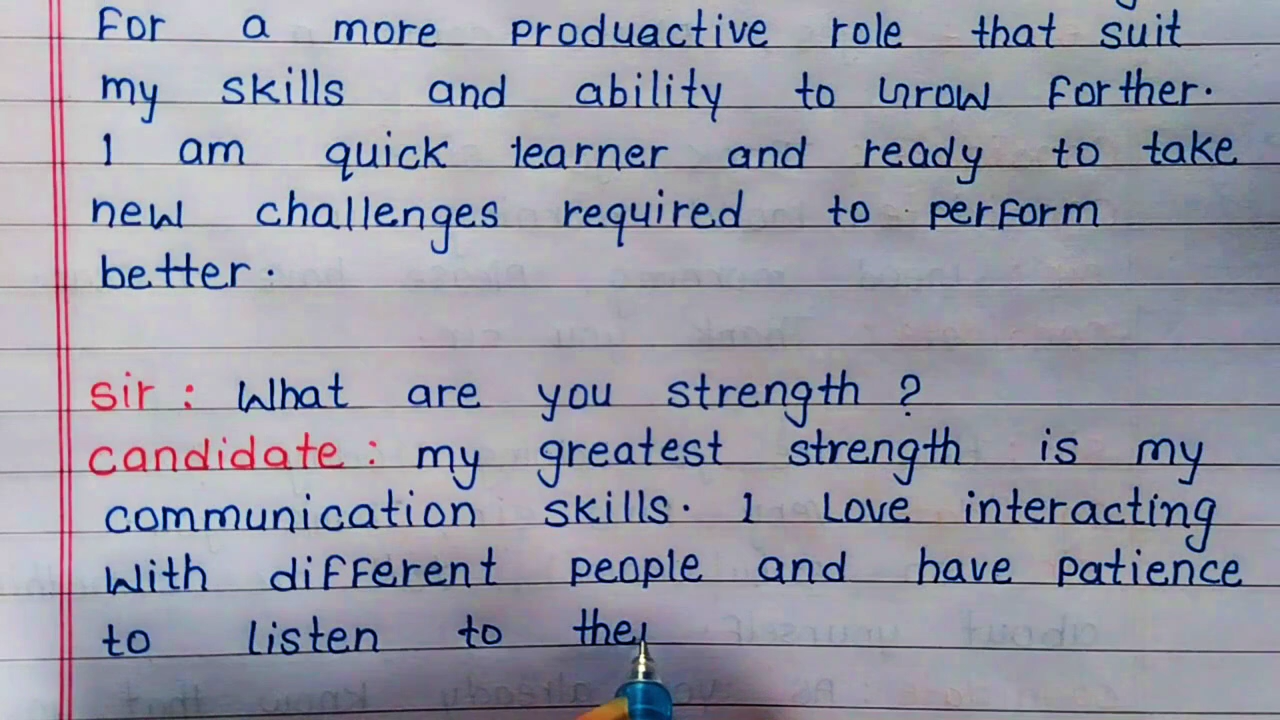 For a more produactive role that suit
my skills and ability to Grow For ther.
I am quick learner and ready to take
new challenges required to perform
better.
sir : What are you strength ?
candidate : my greatest strength is my
communication skills. I Love interacting
With different people and have patience
to listen to the